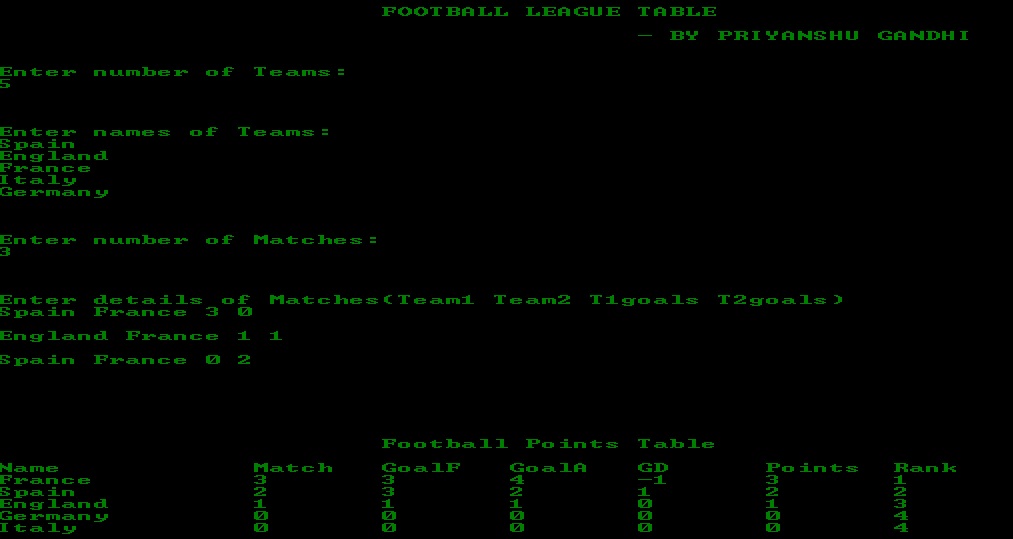 FOOTBALL LEAGUE TABLE
- BY PRIYANSHU GANDHI
Enter number of Teams:
5
Enter names of Teams:
Spain
England
France
Italy
Germany
Enter number of Matches:
3
Enter details of Matches(Team1 Team2 T1goals T2goals)
Spain France 3 0
England France 1 1
Spain France 0 2
Football Points Table
Name Match GoalF GoalA GD Points Rank
France 3 3 4 -1 3 1
Spain 2 3 2 1 2 2
England 1 1 1 0 1 3
Germany 0 0 0 0 0 4
Italy 0 0 0 0 0 4